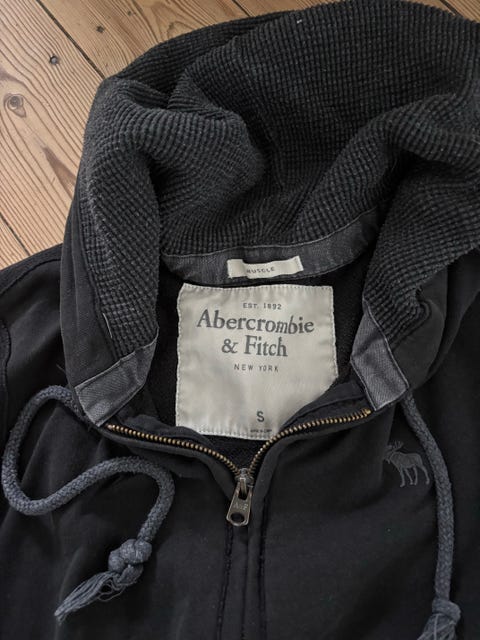 MUSCLE
EST. 1892
Abercrombie
& Fitch
NEW YORK
S